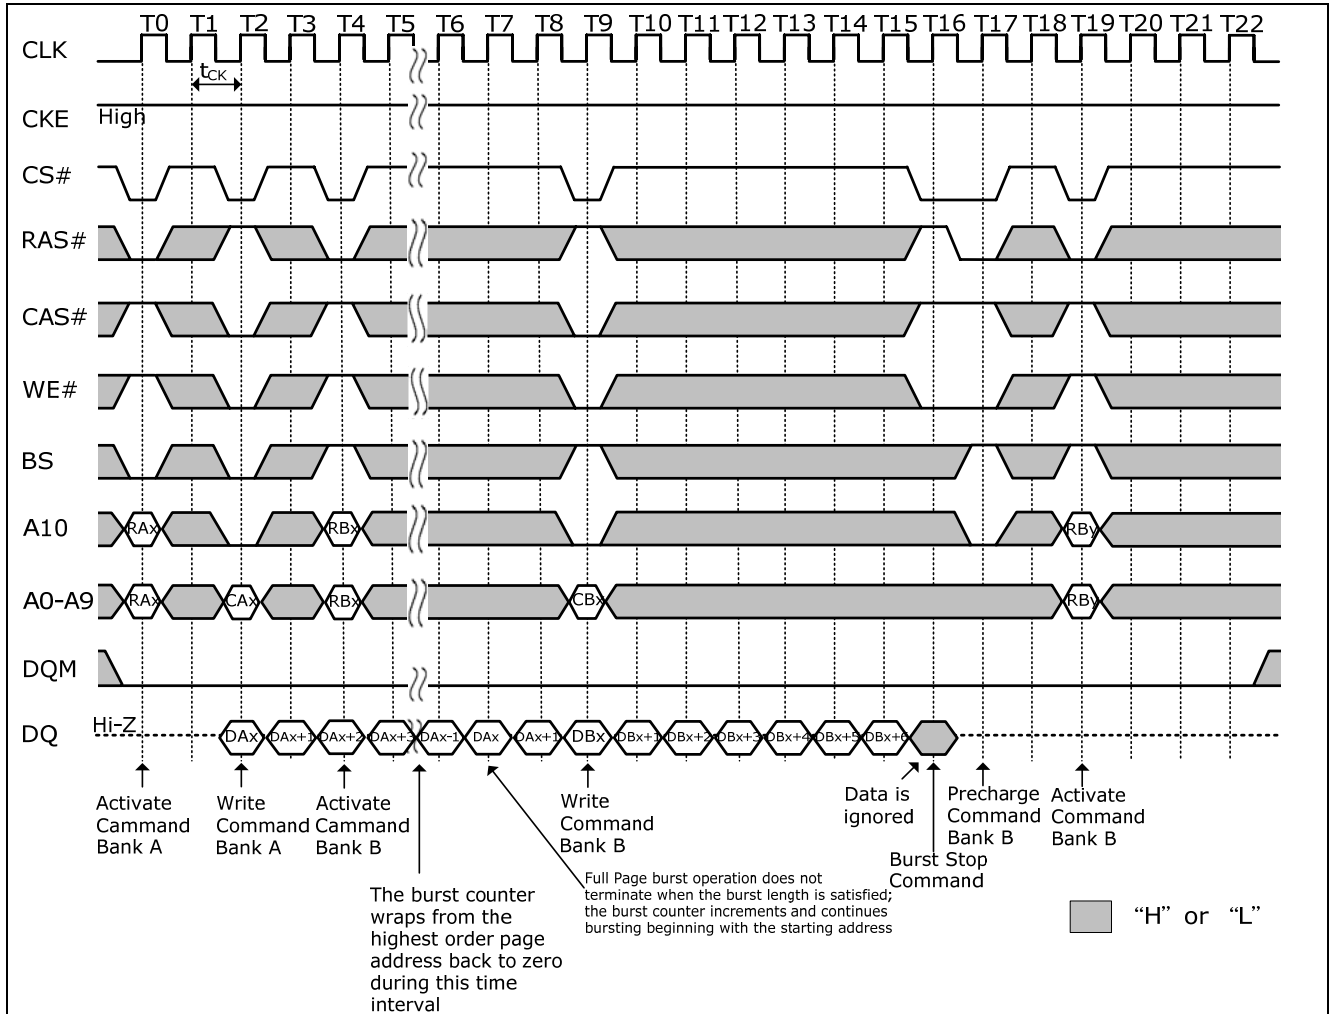 T0 T1 T2 T3 T4 T5 T6 T7 T8 T9 T10 T11 T12 T13 T14 T15 T16 T17 T18 T19 T20 T21 T22
CLK
tCK
CKE High
CS#
RAS#
CAS#
WE#
BS
A10 RAx RBx RBy
A0-A9 RAx CAx RBx CBx RBy
DQM
DQ Hi-Z DAx DAx+1 DAx+2 DAx+3 DAx-1 DAx DAx+1 DBx DBx+1 DBx+2 DBx+3 DBx+4 DBx+5 DBx+6
Activate
Cammand
Bank A
Write
Command
Bank A
Activate
Cammand
Bank B
The burst counter
wraps from the
highest order page
address back to zero
during this time
interval
Write
Command
Bank B
Full Page burst operation does not
terminate when the burst length is satisfied;
the burst counter increments and continues
bursting beginning with the starting address
Data is
ignored
Burst Stop
Command
Precharge
Command
Bank B
Activate
Command
Bank B
“H” or “L”